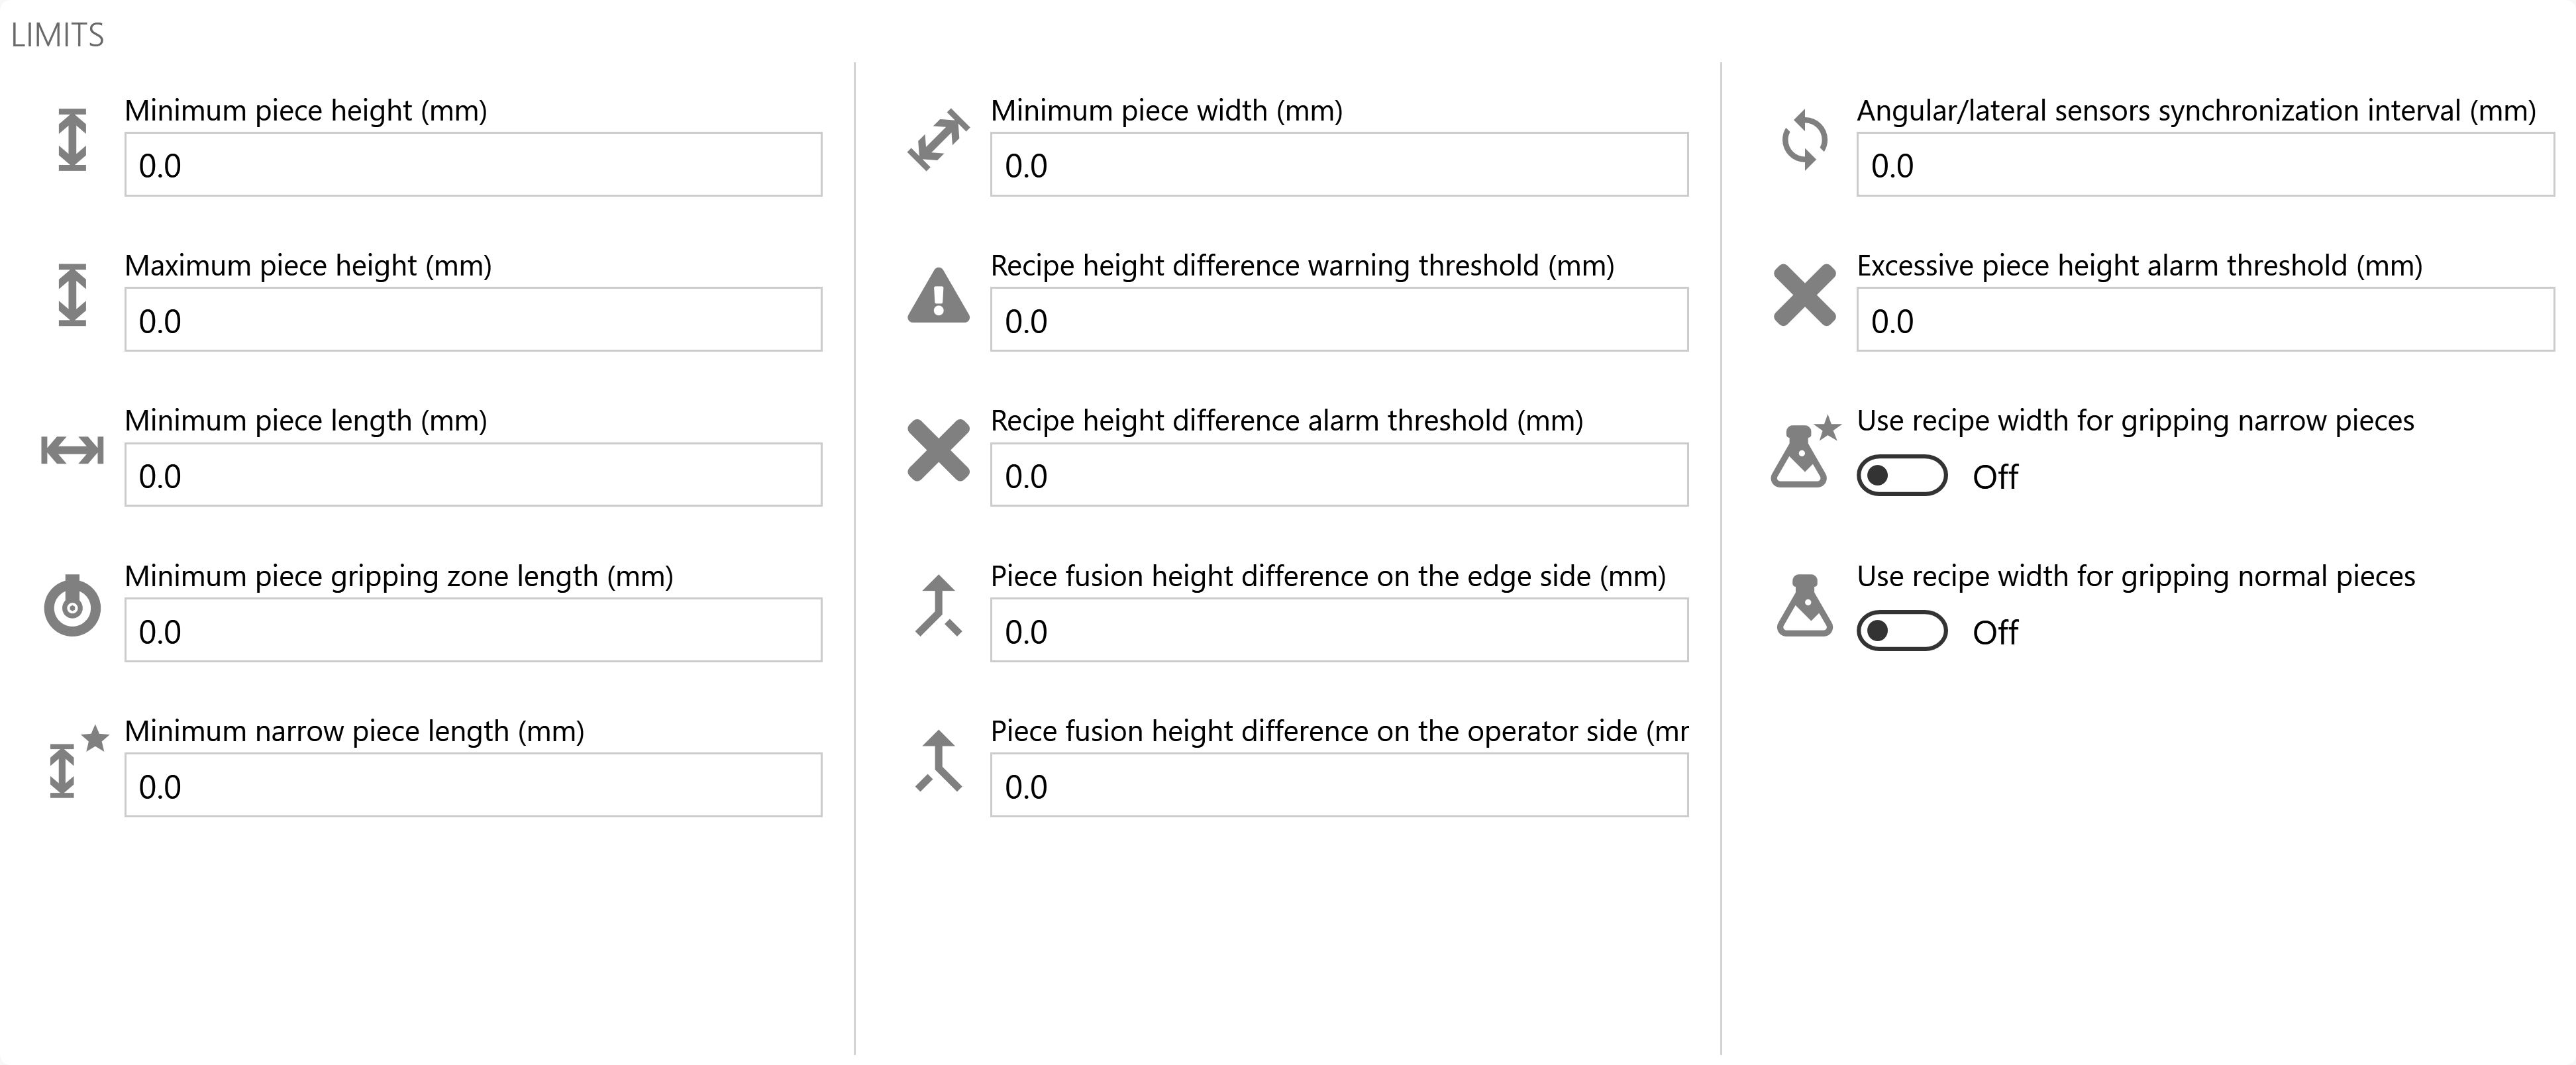 LIMITS
Minimum piece height (mm)
0.0
Maximum piece height (mm)
0.0
Minimum piece length (mm)
0.0
Minimum piece gripping zone length (mm)
0.0
Minimum narrow piece length (mm)
0.0
Minimum piece width (mm)
0.0
Recipe height difference warning threshold (mm)
0.0
Recipe height difference alarm threshold (mm)
0.0
Piece fusion height difference on the edge side (mm)
0.0
Piece fusion height difference on the operator side (mr
0.0
Angular/lateral sensors synchronization interval (mm)
0.0
Excessive piece height alarm threshold (mm)
0.0
Use recipe width for gripping narrow pieces
Off
Use recipe width for gripping normal pieces
Off